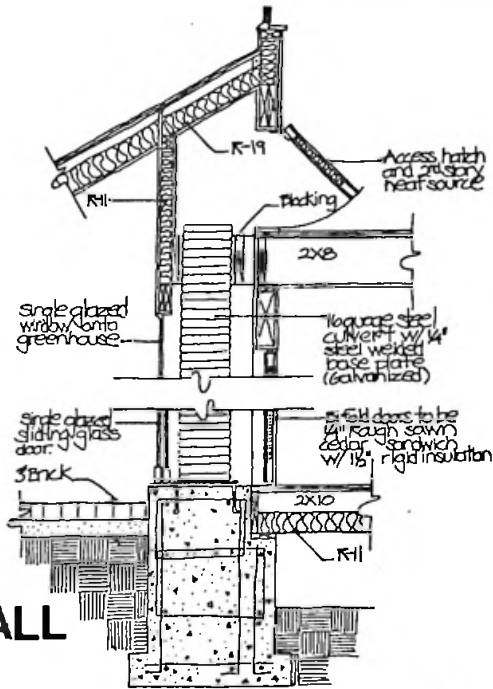 R-19
Access hatch
and 2nd story
heat source
R-11
Blocking
2X8
single glazed
window onto
greenhouse
16 guage steel
culvert w/ 1/4"
steel welded
base plate
(Galvanized)
single glazed
sliding glass
door.
Bi-fold doors to be
1/4" Rough sawn
cedar sandwich
w/ 1 1/2" rigid insulation
Brick
2X10
R-11
ALL